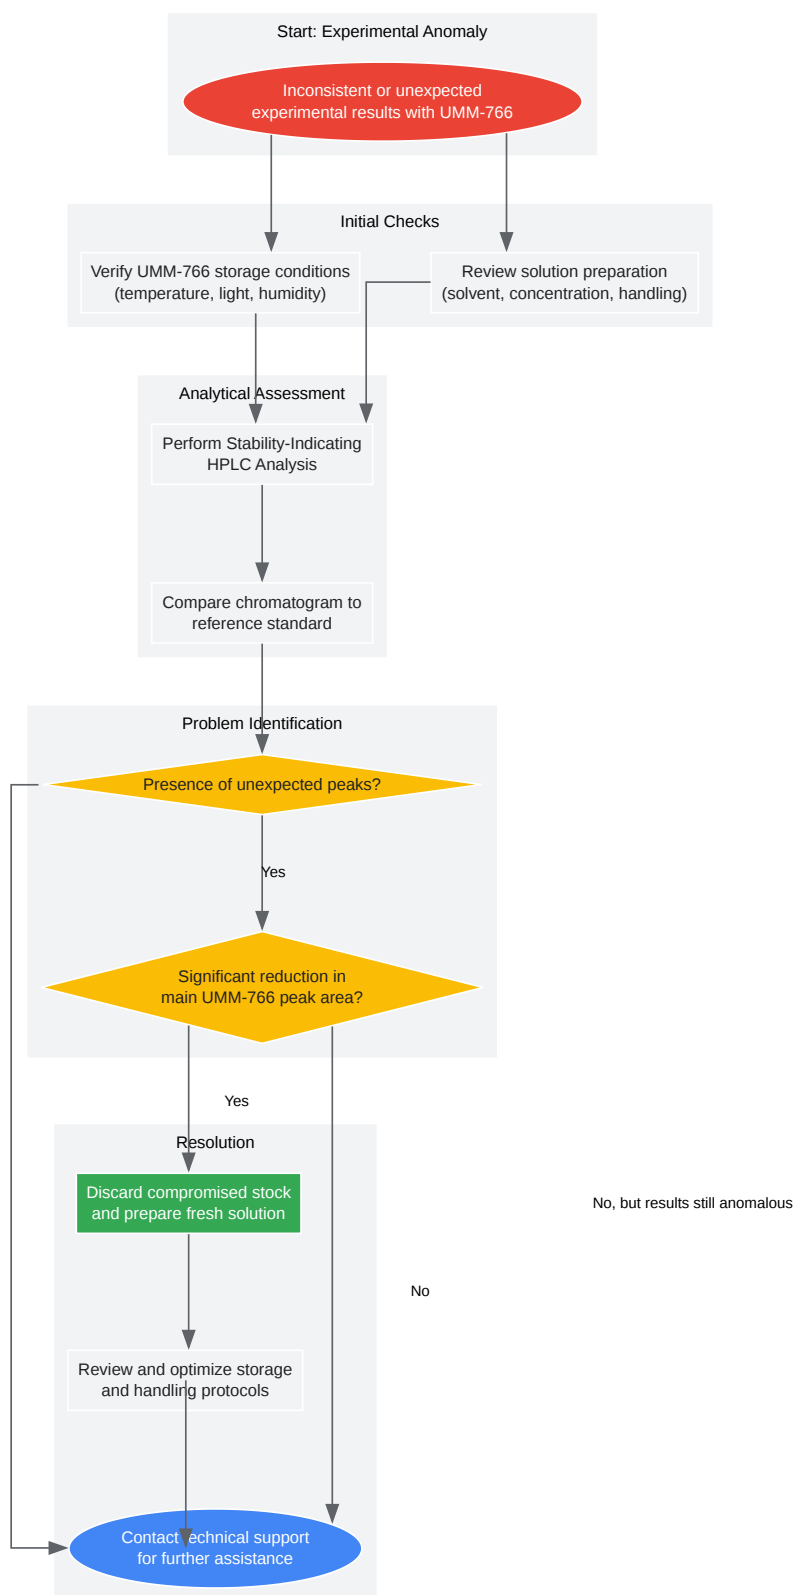 Start: Experimental Anomaly
Inconsistent or unexpected
experimental results with UMM-766
Initial Checks
Verify UMM-766 storage conditions
(temperature, light, humidity)
Review solution preparation
(solvent, concentration, handling)
Analytical Assessment
Perform Stability-Indicating
HPLC Analysis
Compare chromatogram to
reference standard
Problem Identification
Presence of unexpected peaks?
Yes
Significant reduction in
main UMM-766 peak area?
Yes
Resolution
Discard compromised stock
and prepare fresh solution
No, but results still anomalous
No
Review and optimize storage
and handling protocols
Contact technical support
for further assistance